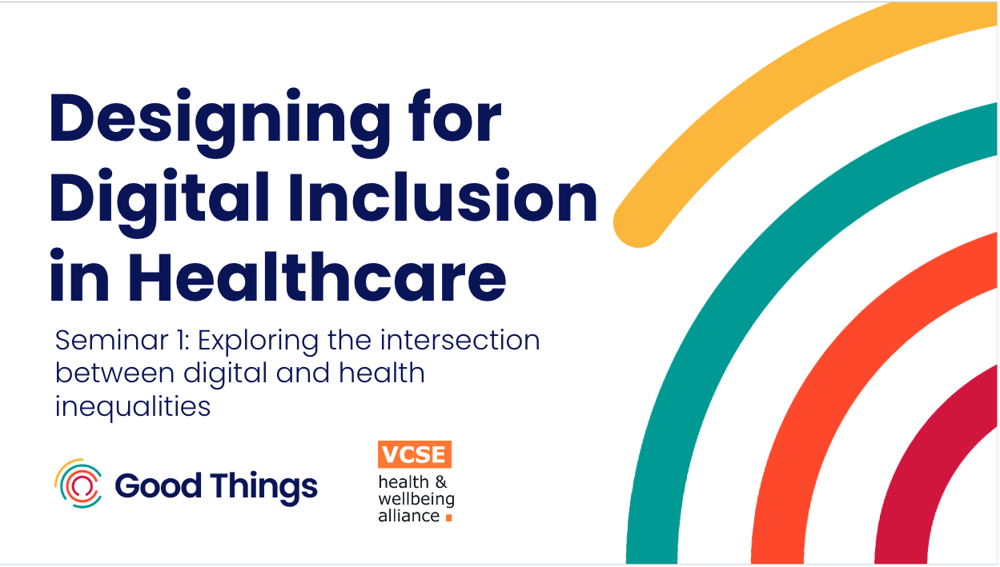 Designing for
Digital Inclusion
in Healthcare
Seminar 1: Exploring the intersection
between digital and health
inequalities
Good Things
VCSE
health &
wellbeing
alliance